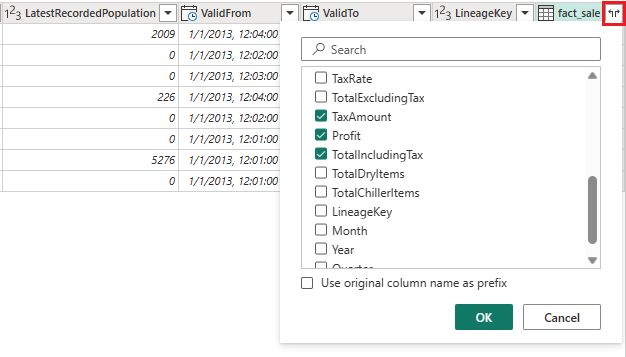 1²3 LatestRecordedPopulation ValidFrom ValidTo 1²3 LineageKey fact_sale
2009 1/1/2013, 12:04:00
0 1/1/2013, 12:02:00
0 1/1/2013, 12:03:00
226 1/1/2013, 12:04:00
0 1/1/2013, 12:02:00
0 1/1/2013, 12:01:00
5276 1/1/2013, 12:01:00
0 1/1/2013, 12:01:00
Search
TaxRate
TotalExcludingTax
TaxAmount
Profit
TotalIncludingTax
TotalDryItems
TotalChillerItems
LineageKey
Month
Year
Quarter
Use original column name as prefix
OK Cancel